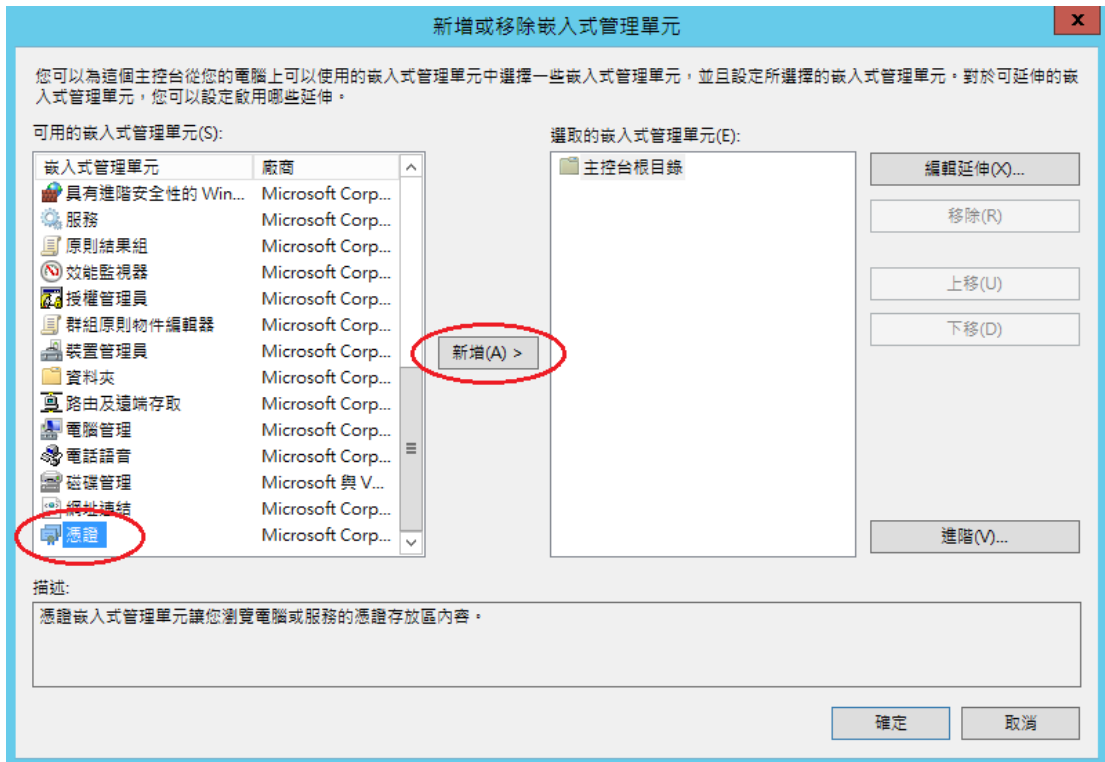 新增或移除嵌入式管理單元
x
您可以為這個主控台從您的電腦上可以使用的嵌入式管理單元中選擇一些嵌入式管理單元，並且設定所選擇的嵌入式管理單元。對於可延伸的嵌
入式管理單元，您可以設定啟用哪些延伸。
可用的嵌入式管理單元(S):
嵌入式管理單元 廠商
具有進階安全性的 Win... Microsoft Corp...
服務 Microsoft Corp...
原則結果組 Microsoft Corp...
效能監視器 Microsoft Corp...
授權管理員 Microsoft Corp...
群組原則物件編輯器 Microsoft Corp...
裝置管理員 Microsoft Corp...
資料夾 Microsoft Corp...
路由及遠端存取 Microsoft Corp...
電腦管理 Microsoft Corp...
電話語音 Microsoft Corp...
磁碟管理 Microsoft 與 V...
網址連結 Microsoft Corp...
憑證 Microsoft Corp...
新增(A) >
選取的嵌入式管理單元(E):
主控台根目錄
編輯延伸(X)...
移除(R)
上移(U)
下移(D)
進階(V)...
描述:
憑證嵌入式管理單元讓您瀏覽電腦或服務的憑證存放區內容。
確定
取消